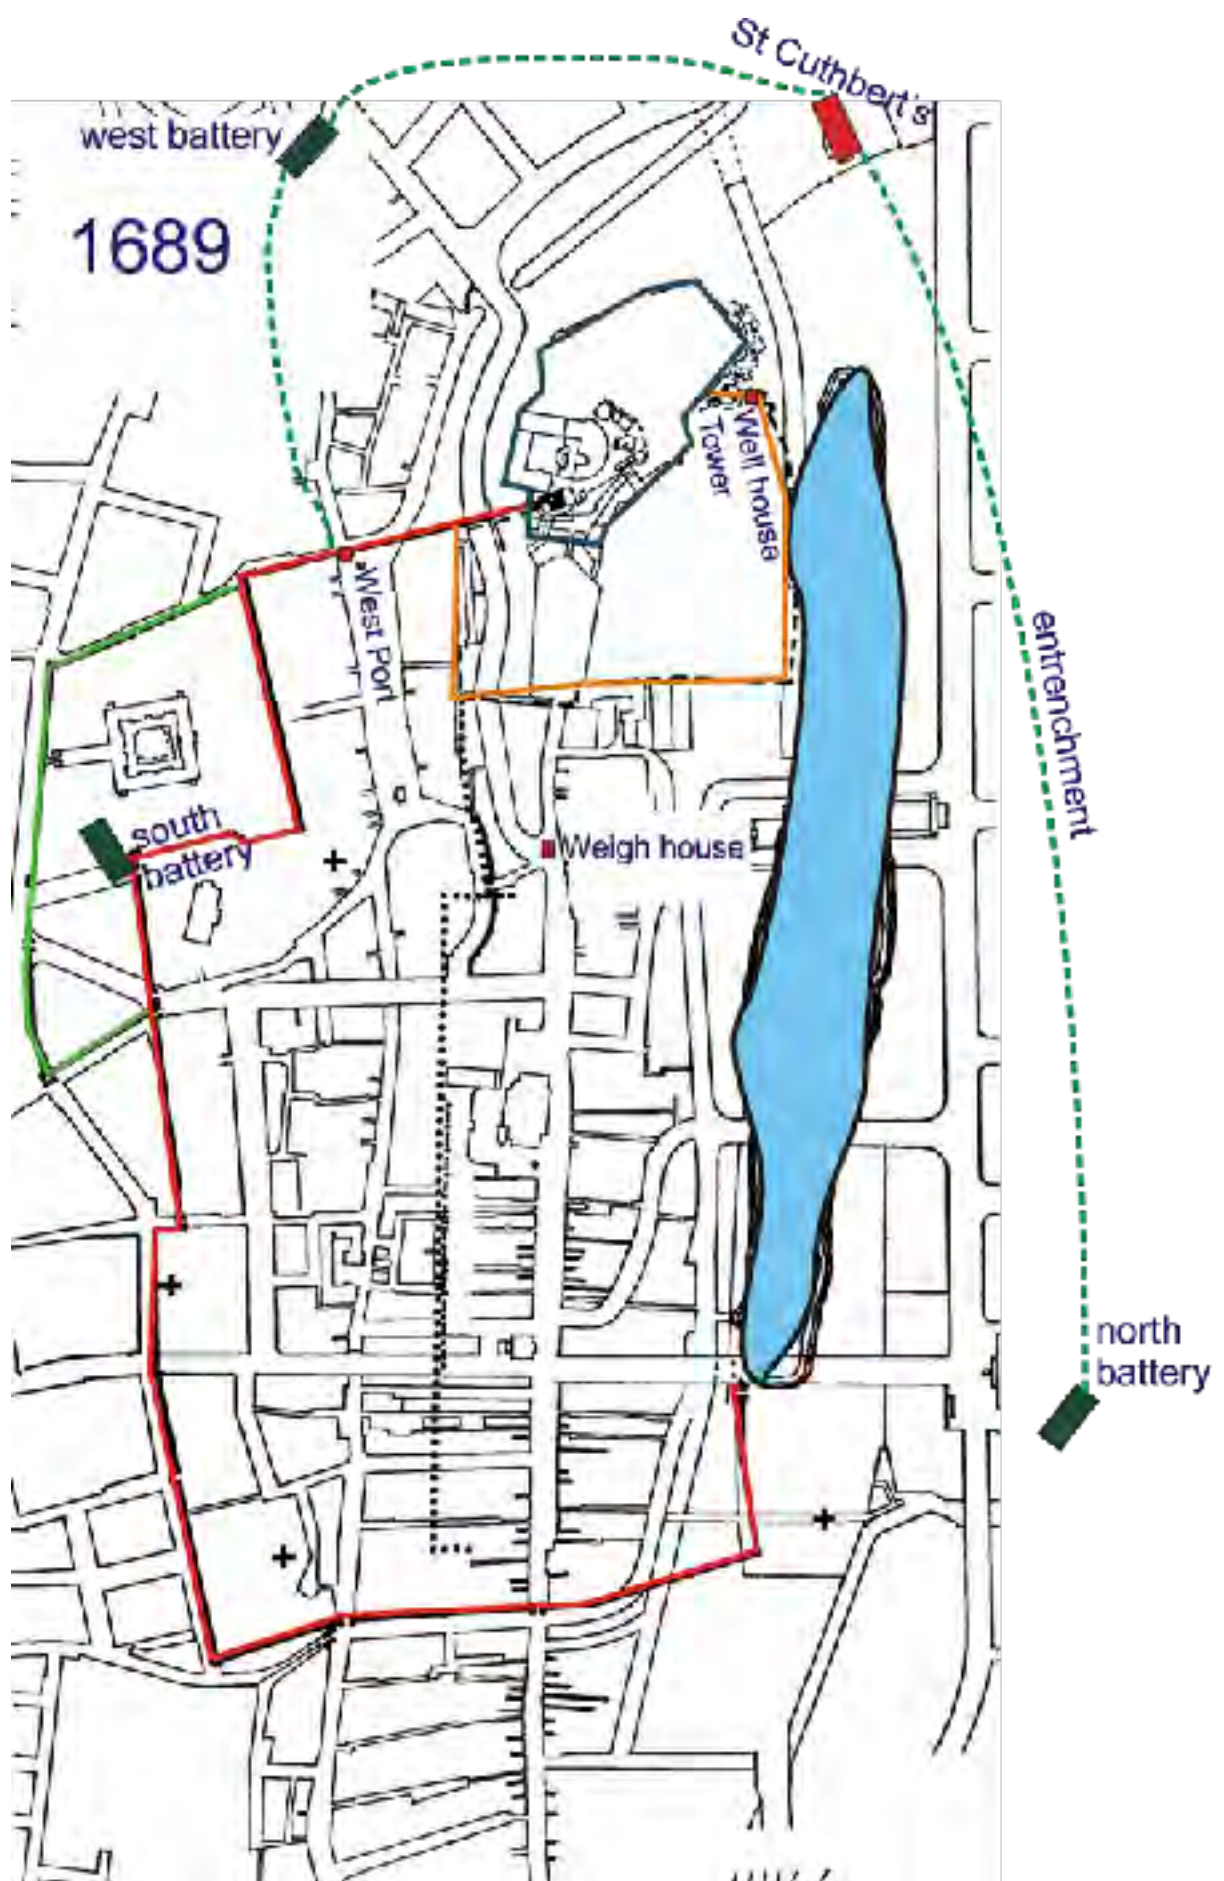 St Cuthbert's
west battery
1689
Well house
Tower
West Port
entrenchment
south
battery
Weigh house
north
battery